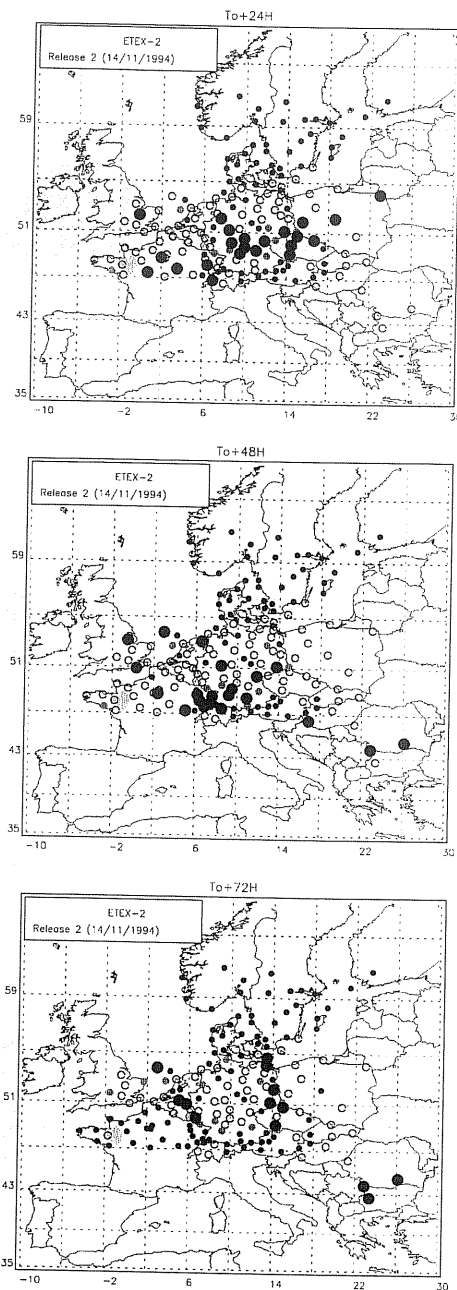 To+24H
ETEX-2
Release 2 (14/11/1994)
59
51
43
35
-10 -2 6 14 22 30
To+48H
ETEX-2
Release 2 (14/11/1994)
59
51
43
35
-10 -2 6 14 22 30
To+72H
ETEX-2
Release 2 (14/11/1994)
59
51
43
35
-10 -2 6 14 22 30